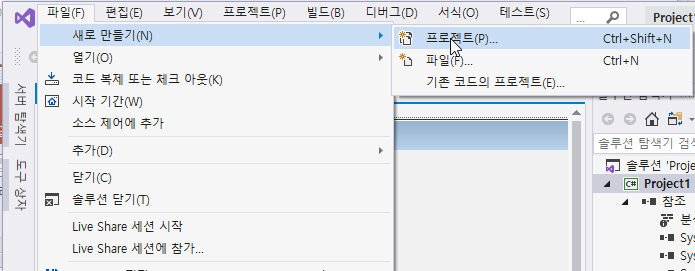 파일(F) 편집(E) 보기(V) 프로젝트(P) 빌드(B) 디버그(D) 서식(O) 테스트(S) ... Project1
새로 만들기(N)
프로젝트(P)... Ctrl+Shift+N
열기(O)
파일(F)... Ctrl+N
코드 복제 또는 체크 아웃(K)
기존 코드의 프로젝트(E)...
시작 기간(W)
소스 제어에 추가
추가(D)
닫기(C)
솔루션 닫기(T)
Live Share 세션 시작
Live Share 세션에 참가...
서버 탐색기
도구 상자
솔루션 탐색기 검색
솔루션 'Proje
C# Project1
참조
분석
Sys
Sys